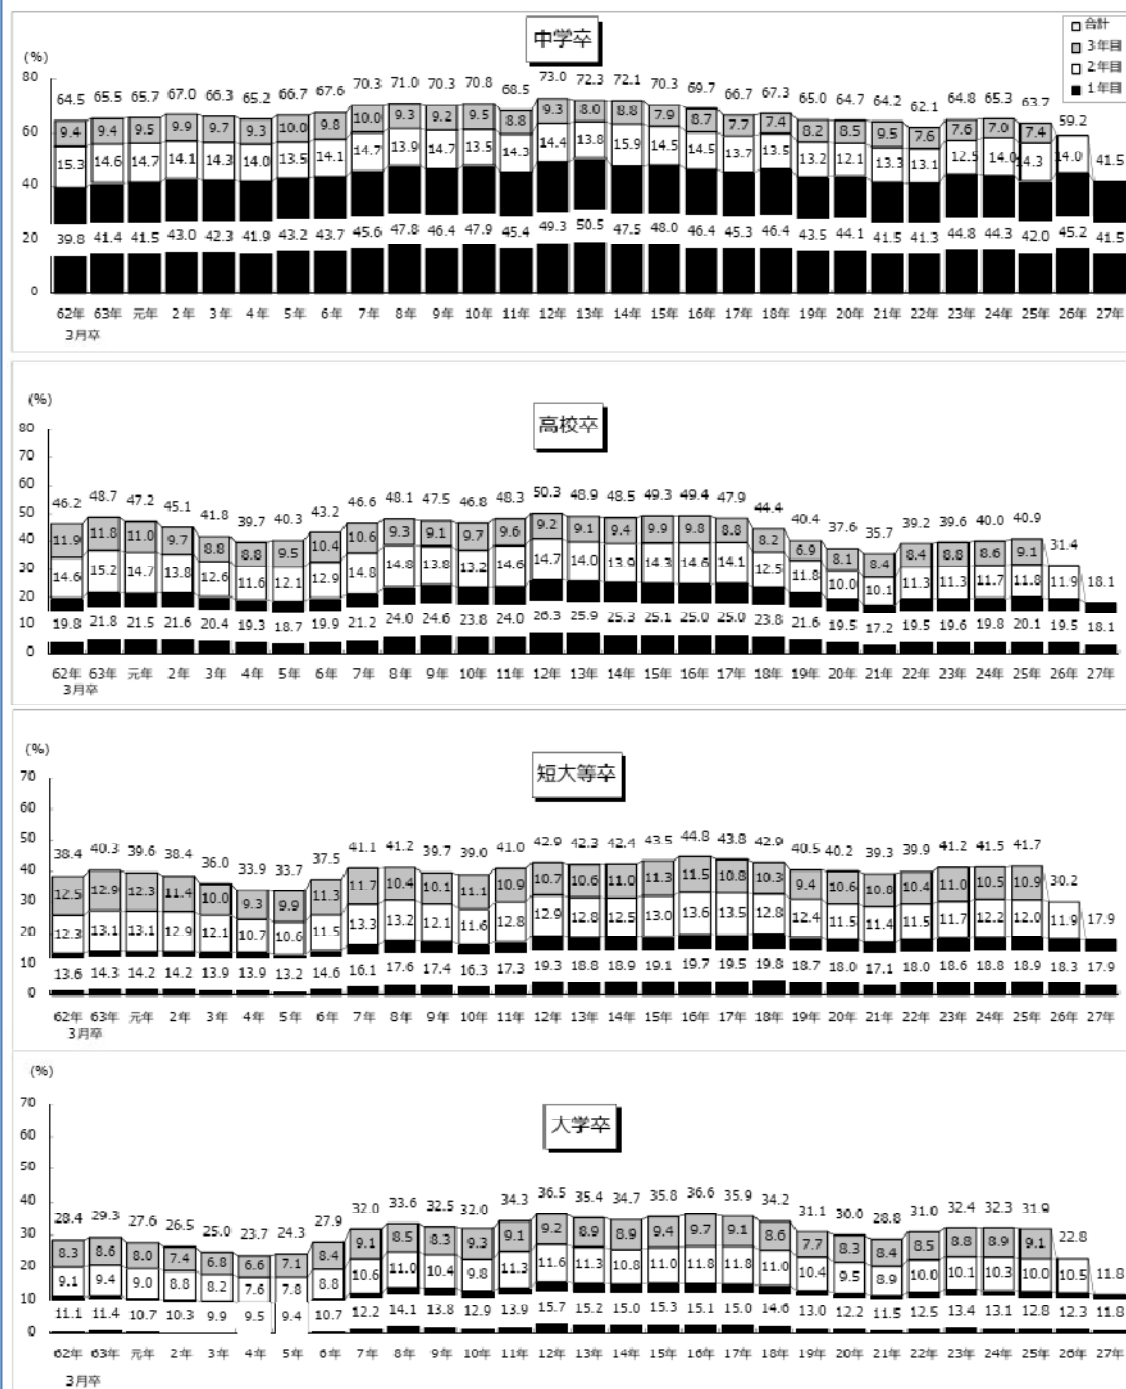 中学卒
合計
3年目
2年目
1年目
(%)
80
60
40
20
0
64.5 65.5 65.7 67.0 66.3 65.2 66.7 67.6 70.3 71.0 70.3 70.8 68.5 73.0 72.3 72.1 70.3 69.7 66.7 67.3 65.0 64.7 64.2 62.1 64.8 65.3 63.7 59.2 41.5
9.4 9.4 9.5 9.9 9.7 9.3 10.0 9.8 10.0 9.3 9.2 9.5 8.8 9.3 8.0 8.8 7.9 8.7 7.7 7.4 8.2 8.5 9.5 7.6 7.6 7.0 7.4
15.3 14.6 14.7 14.1 14.3 14.0 13.5 14.1 14.7 13.9 14.7 13.5 14.3 14.4 13.8 15.9 14.5 14.5 13.7 13.5 13.2 12.1 13.3 13.1 12.5 14.0 14.3 14.0
39.8 41.4 41.5 43.0 42.3 41.9 43.2 43.7 45.6 47.8 46.4 47.9 45.4 49.3 50.5 47.5 48.0 46.4 45.3 46.4 43.5 44.1 41.5 41.3 44.8 44.3 42.0 45.2 41.5
62年 63年 元年 2年 3年 4年 5年 6年 7年 8年 9年 10年 11年 12年 13年 14年 15年 16年 17年 18年 19年 20年 21年 22年 23年 24年 25年 26年 27年
3月卒
高校卒
(%)
80
70
60
50
40
30
20
10
0
46.2 48.7 47.2 45.1 41.8 39.7 40.3 43.2 46.6 48.1 47.5 46.8 48.3 50.3 48.9 48.5 49.3 49.4 47.9 44.4 40.4 37.6 35.7 39.2 39.6 40.0 40.9 31.4 18.1
11.9 11.8 11.0 9.7 8.8 8.8 9.5 10.4 10.6 9.3 9.1 9.7 9.6 9.2 9.1 9.4 9.9 9.8 8.8 8.2 6.9 8.1 8.4 8.4 8.8 8.6 9.1
14.6 15.2 14.7 13.8 12.6 11.6 12.1 12.9 14.8 14.8 13.8 13.2 14.6 14.7 14.0 13.9 14.3 14.6 14.1 12.5 11.8 10.0 10.1 11.3 11.3 11.7 11.8 11.9
19.8 21.8 21.5 21.6 20.4 19.3 18.7 19.9 21.2 24.0 24.6 23.8 24.0 26.3 25.9 25.3 25.1 25.0 25.0 23.8 21.6 19.5 17.2 19.5 19.6 19.8 20.1 19.5 18.1
62年 63年 元年 2年 3年 4年 5年 6年 7年 8年 9年 10年 11年 12年 13年 14年 15年 16年 17年 18年 19年 20年 21年 22年 23年 24年 25年 26年 27年
3月卒
短大等卒
(%)
70
60
50
40
30
20
10
0
38.4 40.3 39.6 38.4 36.0 33.9 33.7 37.5 41.1 41.2 39.7 39.0 41.0 42.9 42.3 42.4 43.5 44.8 43.8 42.9 40.5 40.2 39.3 39.9 41.2 41.5 41.7 30.2 17.9
12.5 12.9 12.3 11.4 10.0 9.3 9.9 11.3 11.7 10.4 10.1 11.1 10.9 10.7 10.6 11.0 11.3 11.5 10.8 10.3 9.4 10.6 10.8 10.4 11.0 10.5 10.9
12.3 13.1 13.1 12.9 12.1 10.7 10.6 11.5 13.3 13.2 12.1 11.6 12.8 12.9 12.8 12.5 13.0 13.6 13.5 12.8 12.4 11.5 11.4 11.5 11.7 12.2 12.0 11.9
13.6 14.3 14.2 14.2 13.9 13.9 13.2 14.6 16.1 17.6 17.4 16.3 17.3 19.3 18.8 18.9 19.1 19.7 19.5 19.8 18.7 18.0 17.1 18.0 18.6 18.8 18.9 18.3 17.9
62年 63年 元年 2年 3年 4年 5年 6年 7年 8年 9年 10年 11年 12年 13年 14年 15年 16年 17年 18年 19年 20年 21年 22年 23年 24年 25年 26年 27年
3月卒
大学卒
(%)
70
60
50
40
30
20
10
0
28.4 29.3 27.6 26.5 25.0 23.7 24.3 27.9 32.0 33.6 32.5 32.0 34.3 36.5 35.4 34.7 35.8 36.6 35.9 34.2 31.1 30.0 28.8 31.0 32.4 32.3 31.9 22.8 11.8
8.3 8.6 8.0 7.4 6.8 6.6 7.1 8.4 9.1 8.5 8.3 9.3 9.1 9.2 8.9 8.9 9.4 9.7 9.1 8.6 7.7 8.3 8.4 8.5 8.8 8.9 9.1
9.1 9.4 9.0 8.8 8.2 7.6 7.8 8.8 10.6 11.0 10.4 9.8 11.3 11.6 11.3 10.8 11.0 11.8 11.8 11.0 10.4 9.5 8.9 10.0 10.1 10.3 10.0 10.5 11.8
11.1 11.4 10.7 10.3 9.9 9.5 9.4 10.7 12.2 14.1 13.8 12.9 13.9 15.7 15.2 15.0 15.3 15.1 15.0 14.6 13.0 12.2 11.5 12.5 13.4 13.1 12.8 12.3 11.8
62年 63年 元年 2年 3年 4年 5年 6年 7年 8年 9年 10年 11年 12年 13年 14年 15年 16年 17年 18年 19年 20年 21年 22年 23年 24年 25年 26年 27年
3月卒